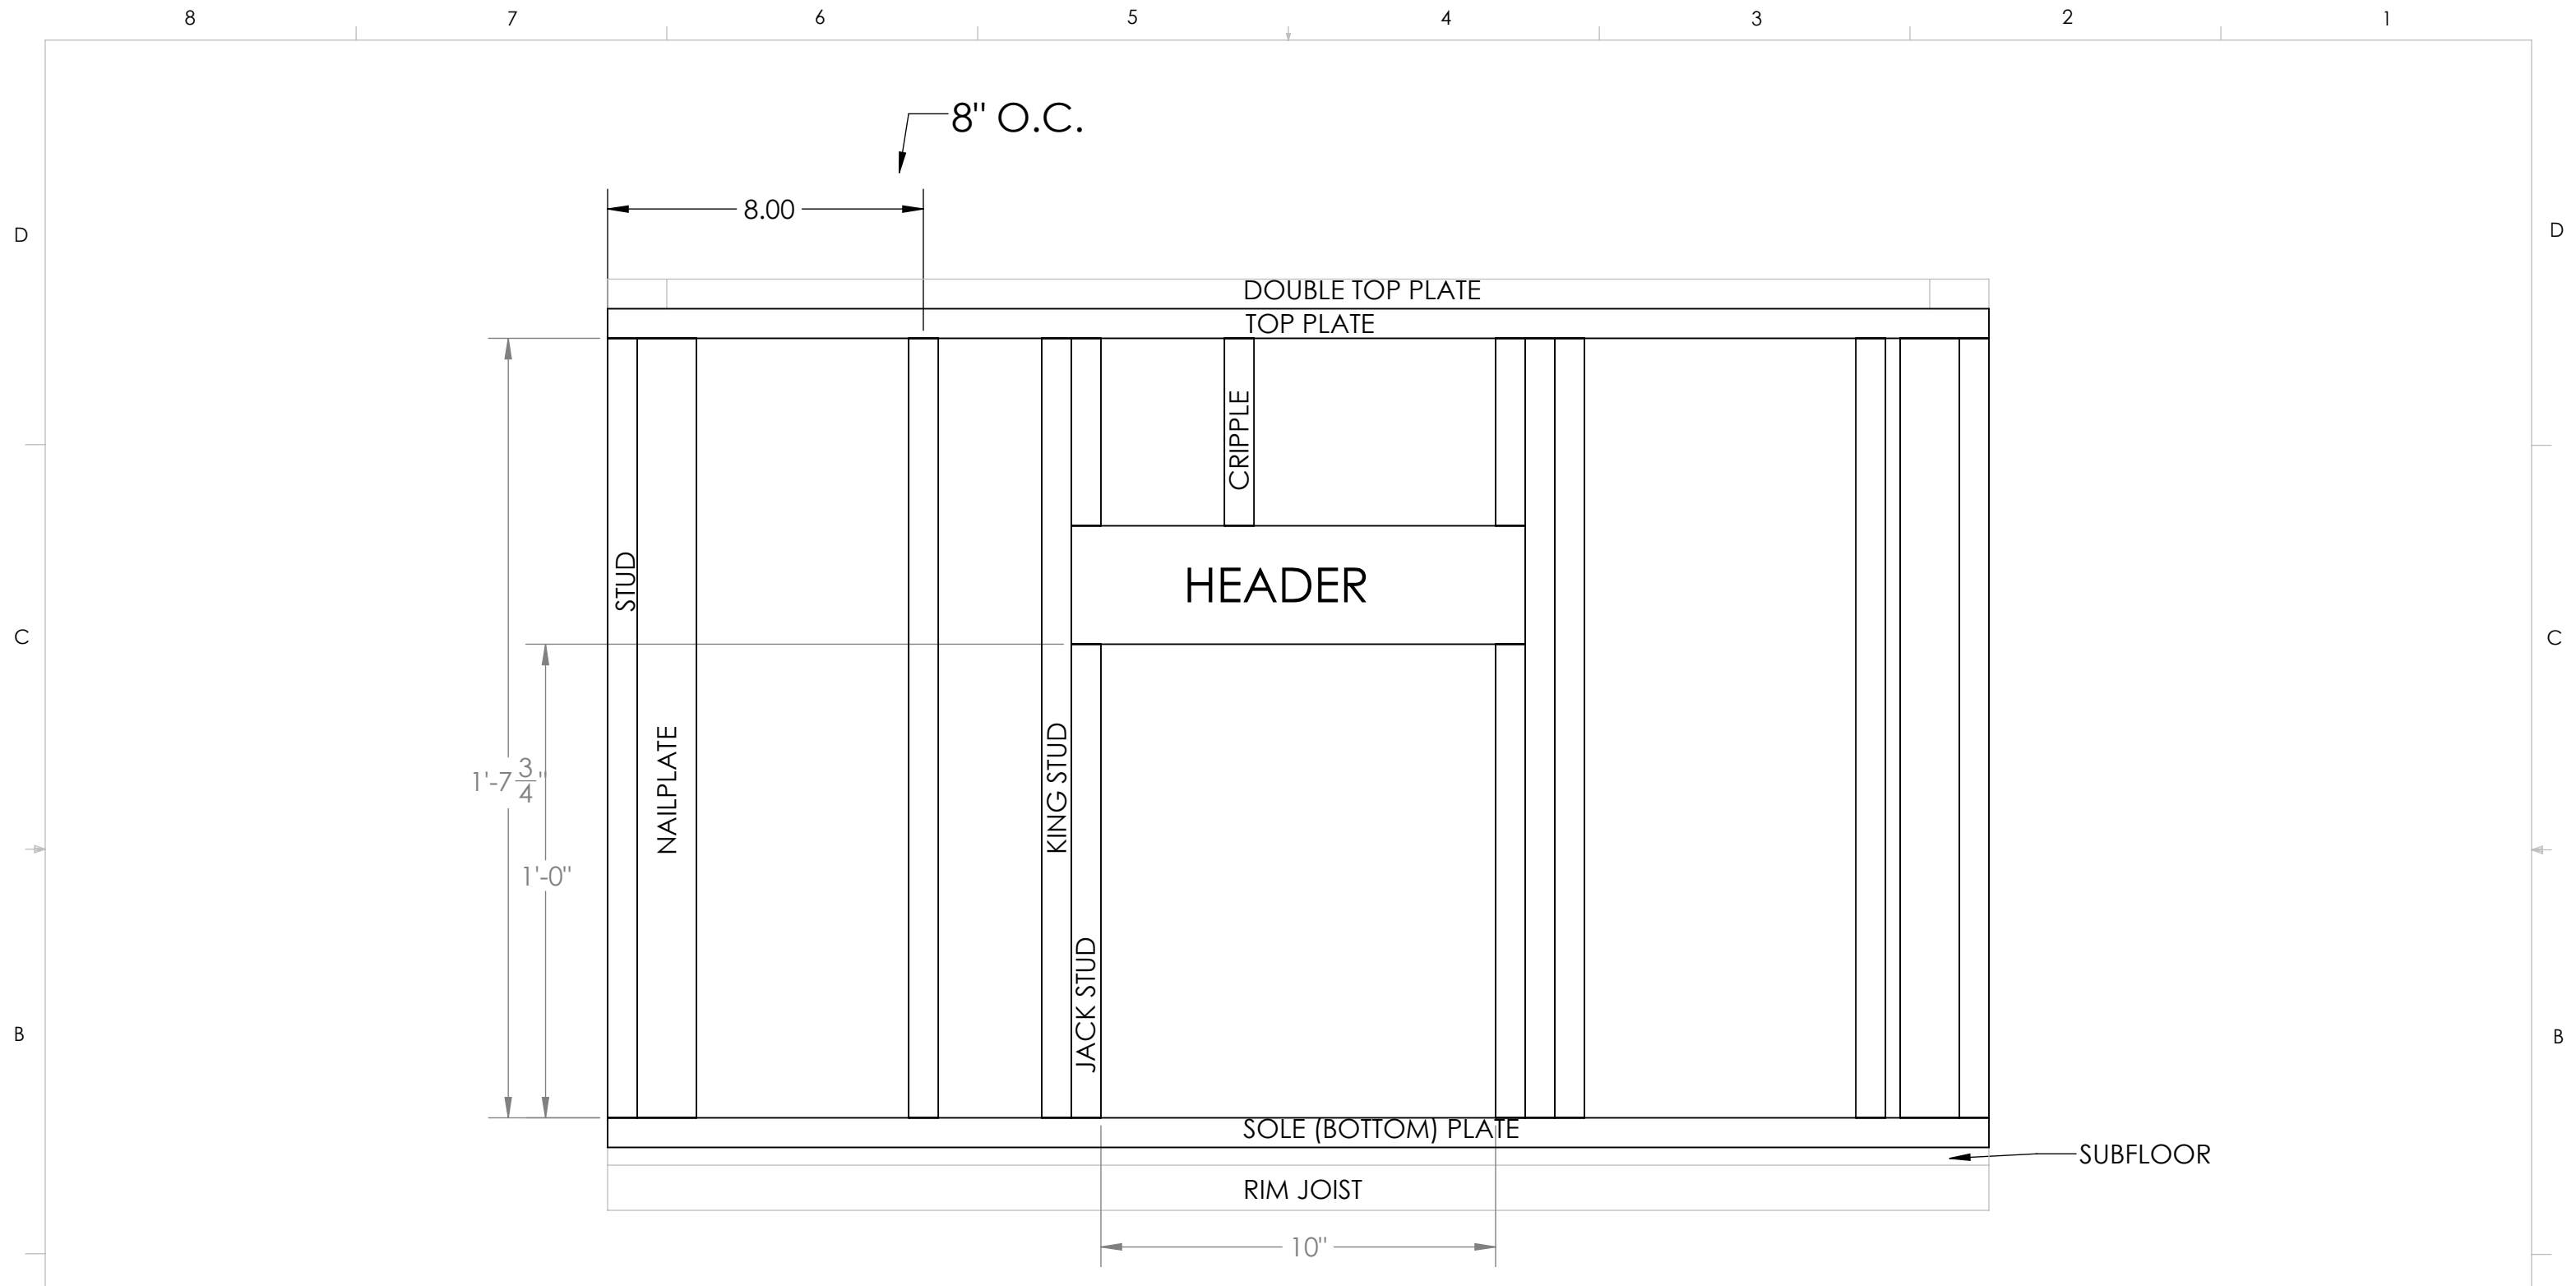 8 7 6 5 4 3 2 1
8" O.C.
8.00
D D
DOUBLE TOP PLATE
TOP PLATE
CRIPPLE
STUD
HEADER
C C
NAILPLATE
KING STUD
1'-7 3/4"
1'-0"
JACK STUD
B B
SOLE (BOTTOM) PLATE
SUBFLOOR
RIM JOIST
10"